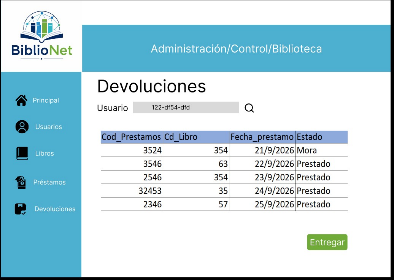 BiblioNet
Administración/Control/Biblioteca
Principal
Usuarios
Libros
Préstamos
Devoluciones
Devoluciones
Usuario 122-df54-dfd
Cod_Prestamos Cd_Libro Fecha_prestamo Estado
3524 354 21/9/2026 Mora
3546 63 22/9/2026 Prestado
2546 354 23/9/2026 Prestado
32453 35 24/9/2026 Prestado
2346 57 25/9/2026 Prestado
Entregar